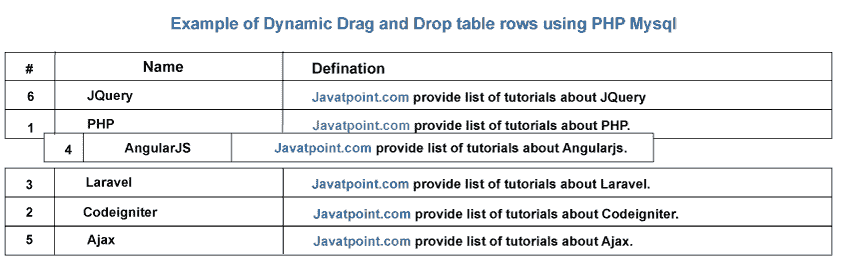 Example of Dynamic Drag and Drop table rows using PHP Mysql
# Name Defination
6 JQuery Javatpoint.com provide list of tutorials about JQuery
1 PHP Javatpoint.com provide list of tutorials about PHP.
4 AngularJS Javatpoint.com provide list of tutorials about Angularjs.
3 Laravel Javatpoint.com provide list of tutorials about Laravel.
2 Codeigniter Javatpoint.com provide list of tutorials about Codeigniter.
5 Ajax Javatpoint.com provide list of tutorials about Ajax.